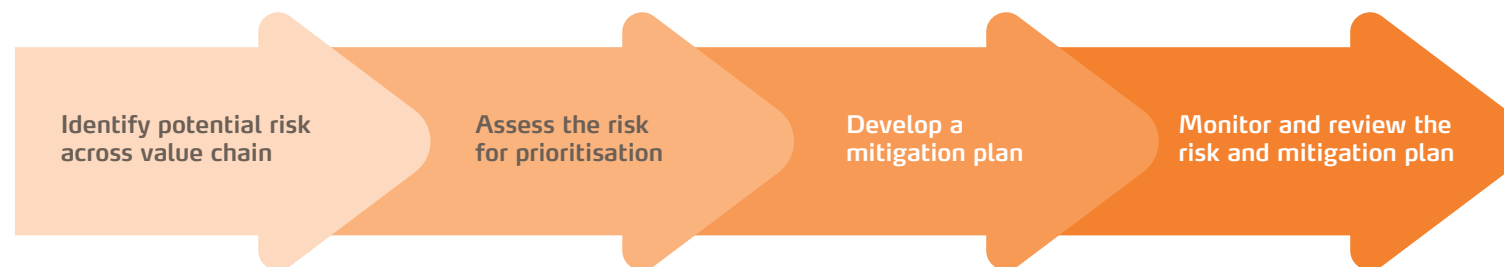 Identify potential risk
across value chain
Assess the risk
for prioritisation
Develop a
mitigation plan
Monitor and review the
risk and mitigation plan